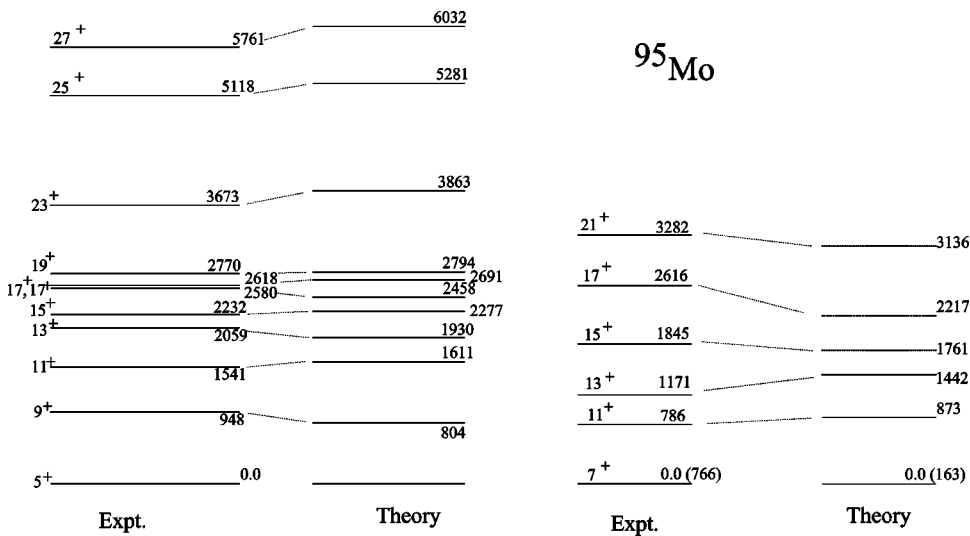 27 + 5761 6032
⁹⁵Mo
25 + 5118 5281
23 + 3673 3863
21 + 3282 3136
19 + 2770 2794
2618 2691
17,17 + + 2580 2458
17 + 2616 2217
15 + 2232 2277
13 + 2059 1930
15 + 1845 1761
11 + 1541 1611
13 + 1171 1442
9 + 948 804
11 + 786 873
5 + 0.0
7 + 0.0 (766) 0.0 (163)
Expt. Theory Expt. Theory